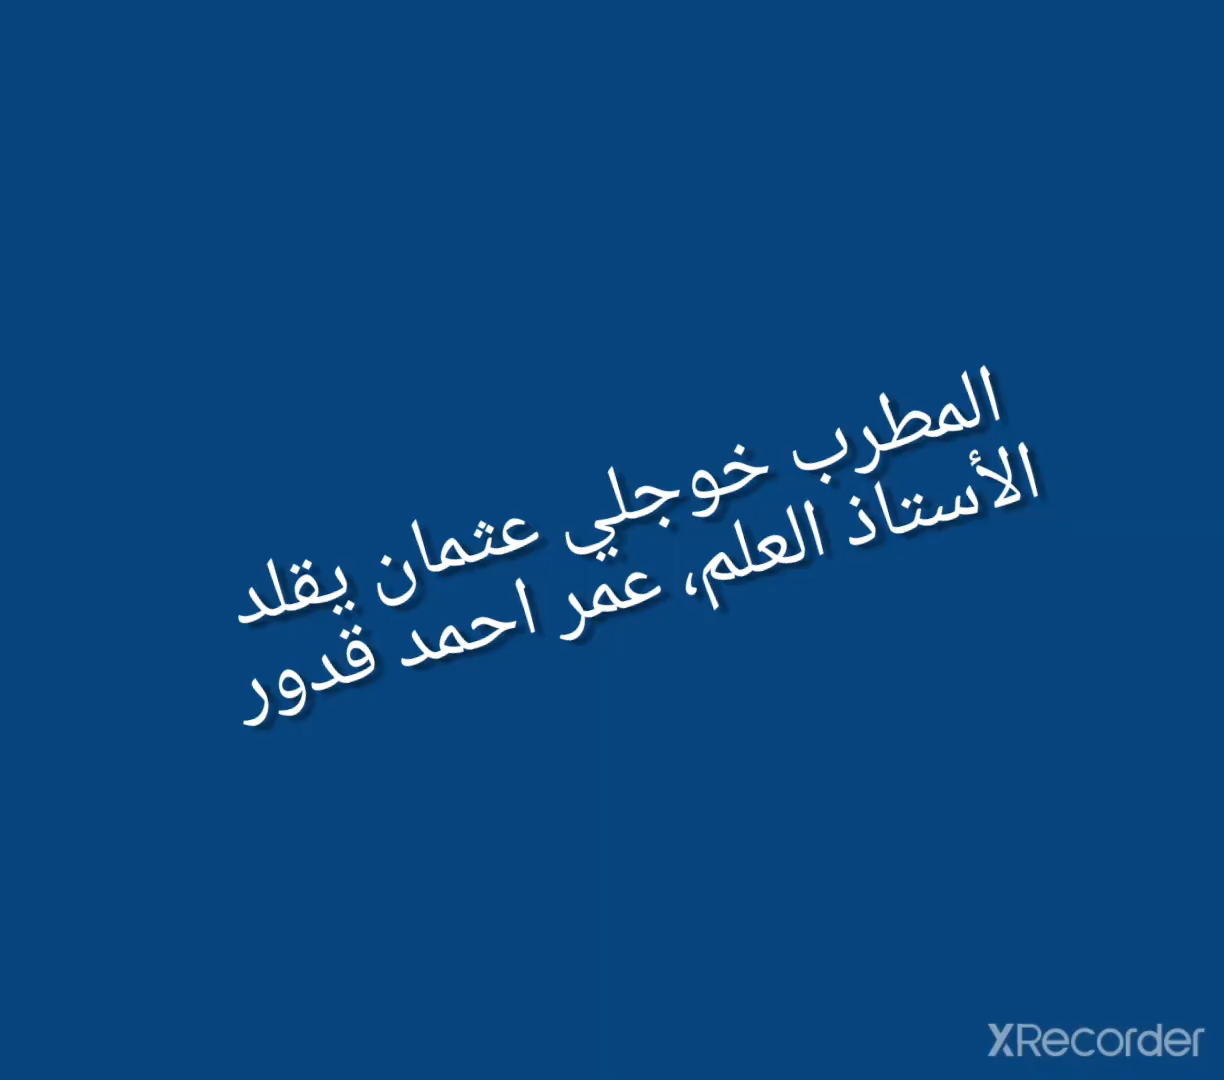 المطرب خوجلي عثمان يقلد
الأستاذ العلم، عمر احمد قدور
XRecorder